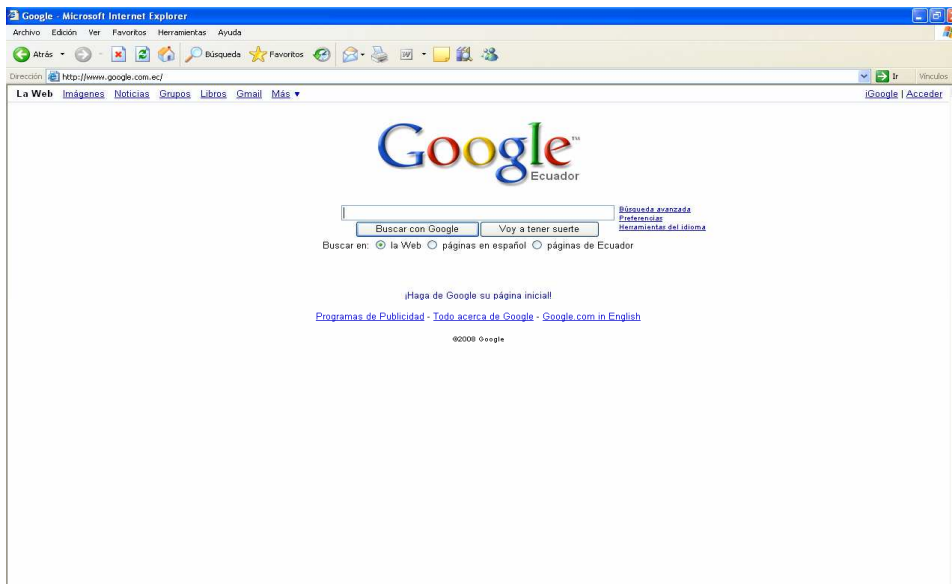 Google - Microsoft Internet Explorer
Archivo Edición Ver Favoritos Herramientas Ayuda
Atrás Búsqueda Favoritos
Dirección http://www.google.com.ec/ Ir Vínculos
La Web Imágenes Noticias Grupos Libros Gmail Más ▼ iGoogle | Acceder
Google™
Ecuador
Búsqueda avanzada
Preferencias
Herramientas del idioma
Buscar con Google Voy a tener suerte
Buscar en: la Web páginas en español páginas de Ecuador
¡Haga de Google su página inicial!
Programas de Publicidad - Todo acerca de Google - Google.com in English
©2008 Google